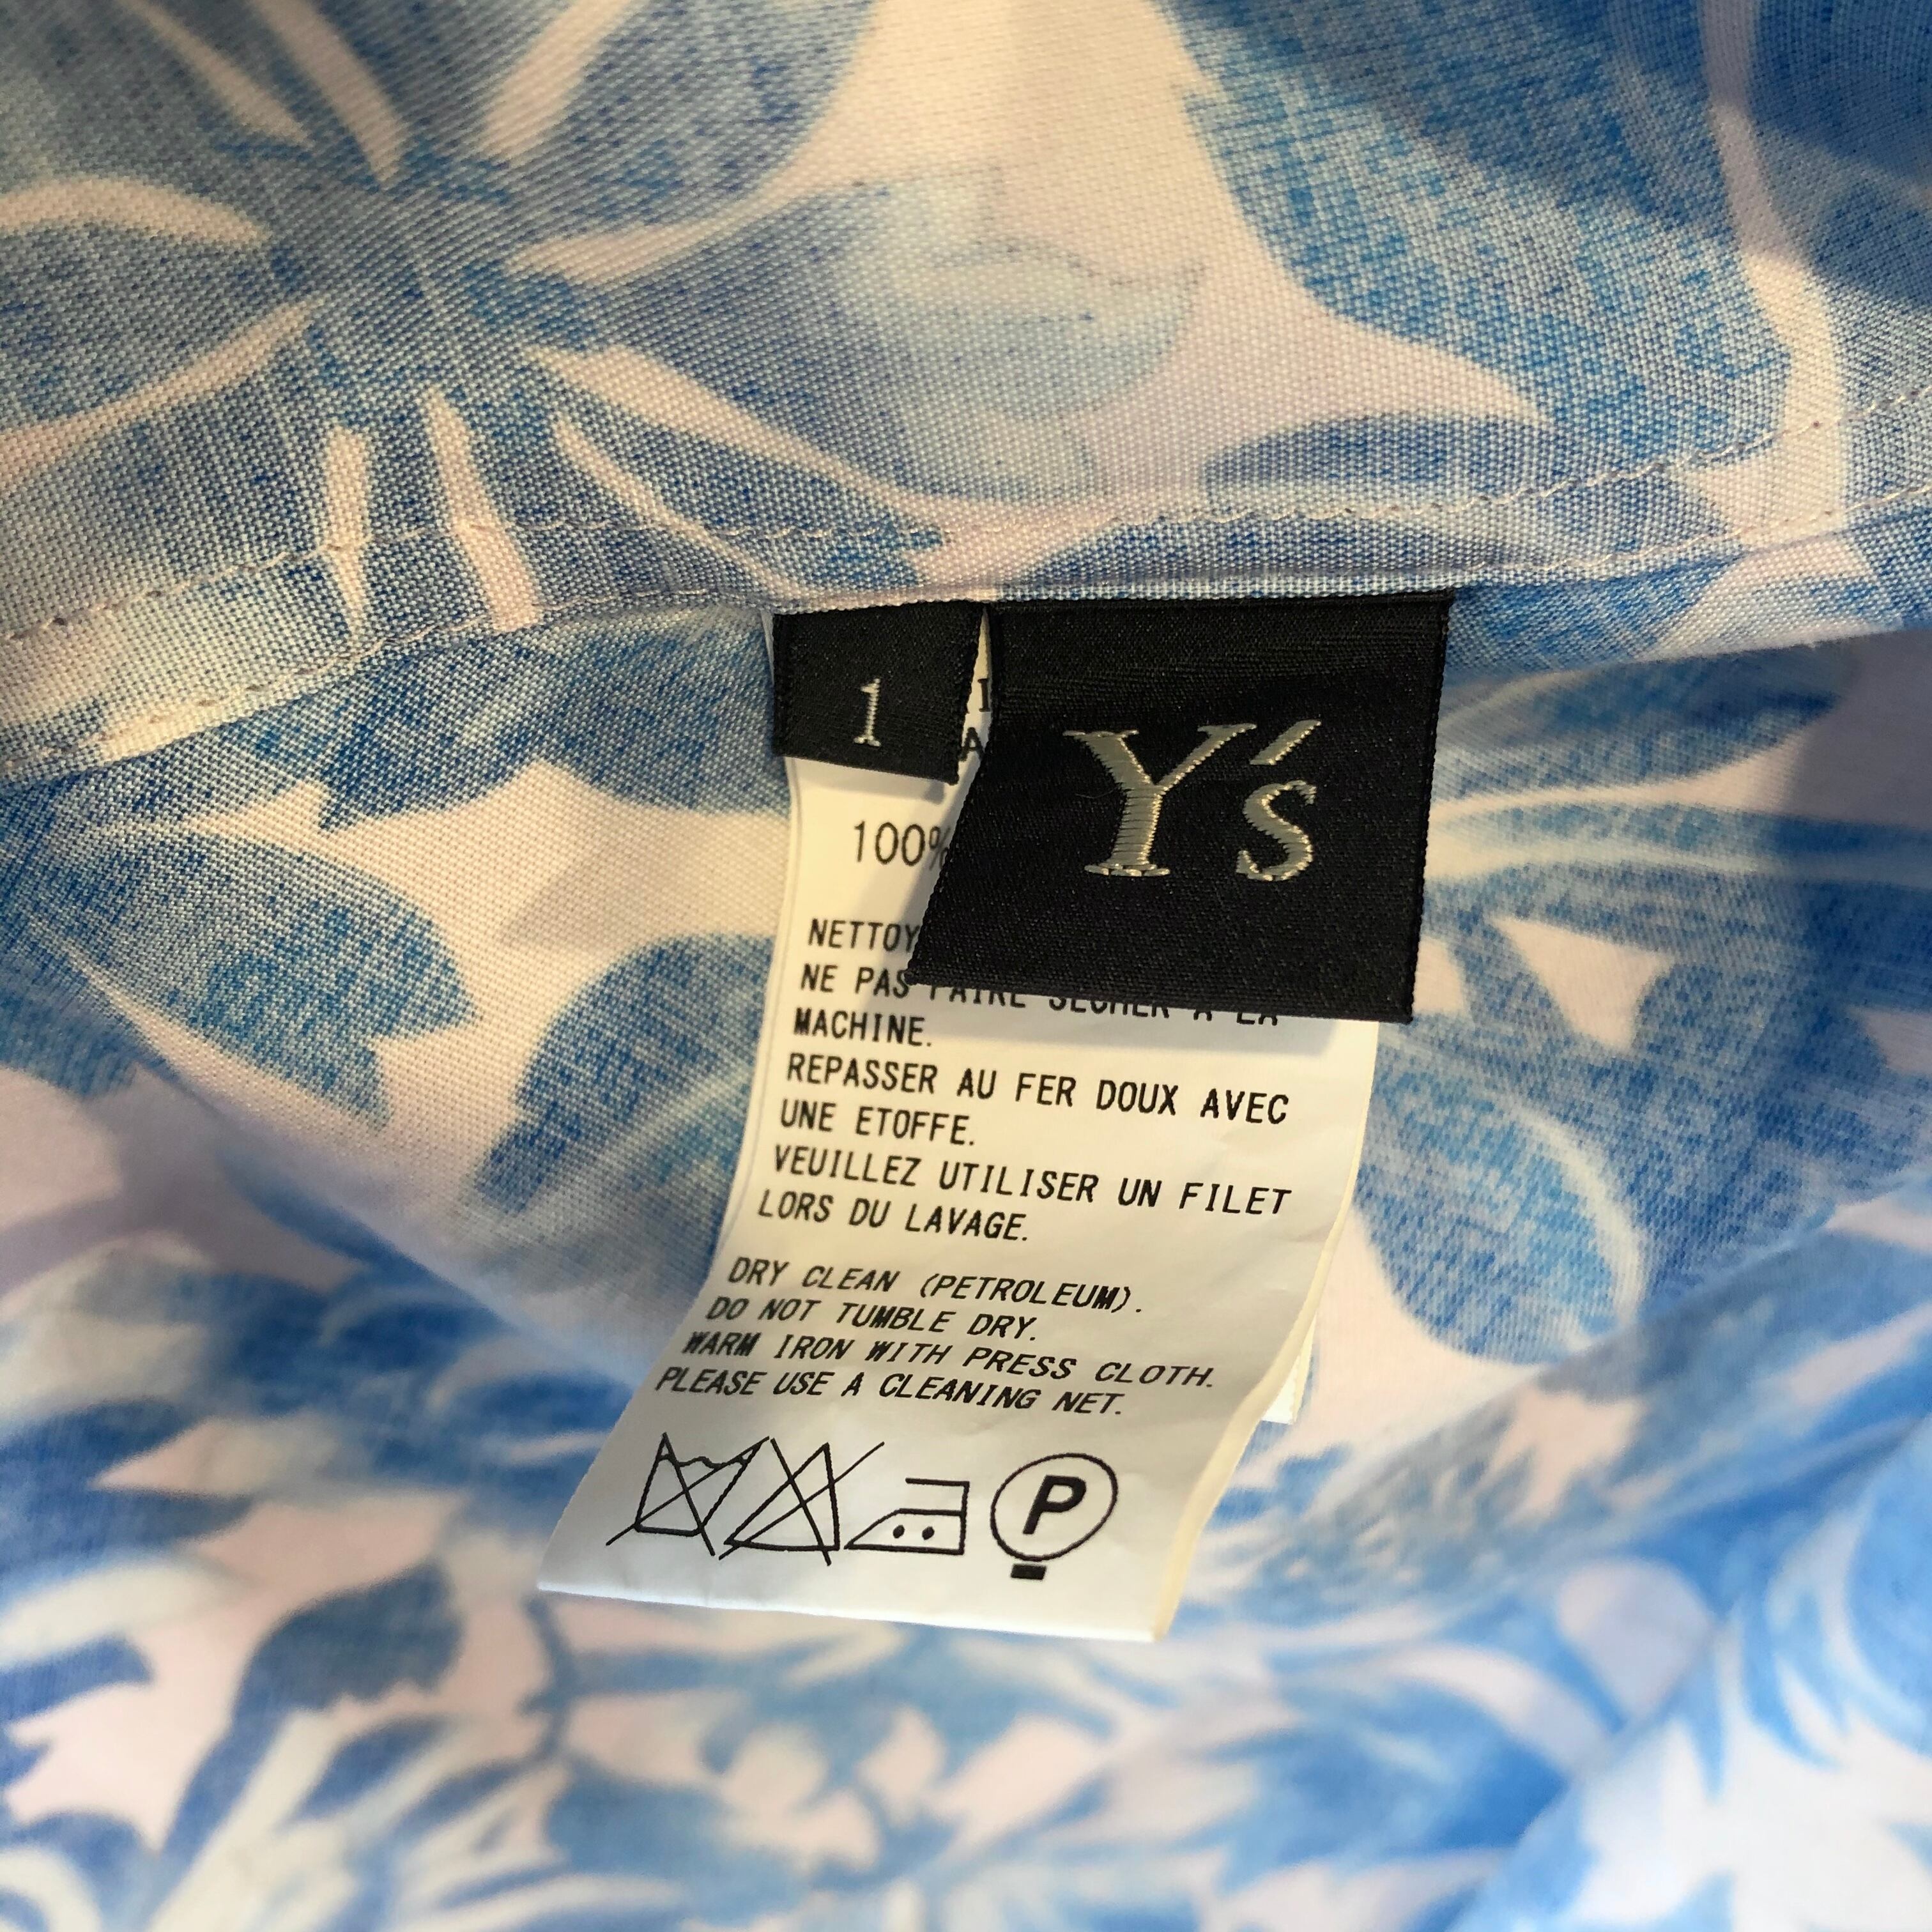 1
Y's
100%
NETTOY
NE PAS FAIRE SECHER A LA
MACHINE.
REPASSER AU FER DOUX AVEC
UNE ETOFFE.
VEUILLEZ UTILISER UN FILET
LORS DU LAVAGE.
DRY CLEAN (PETROLEUM).
DO NOT TUMBLE DRY.
WARM IRON WITH PRESS CLOTH.
PLEASE USE A CLEANING NET.
P